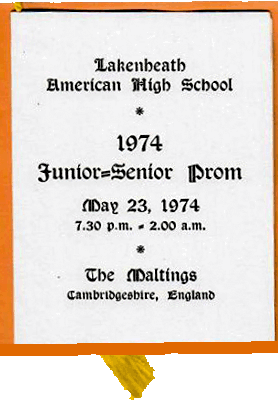 Lakenheath
American High School
*
1974
Junior=Senior Prom
May 23, 1974
7.30 p.m. - 2.00 a.m.
*
The Maltings
Cambridgeshire, England